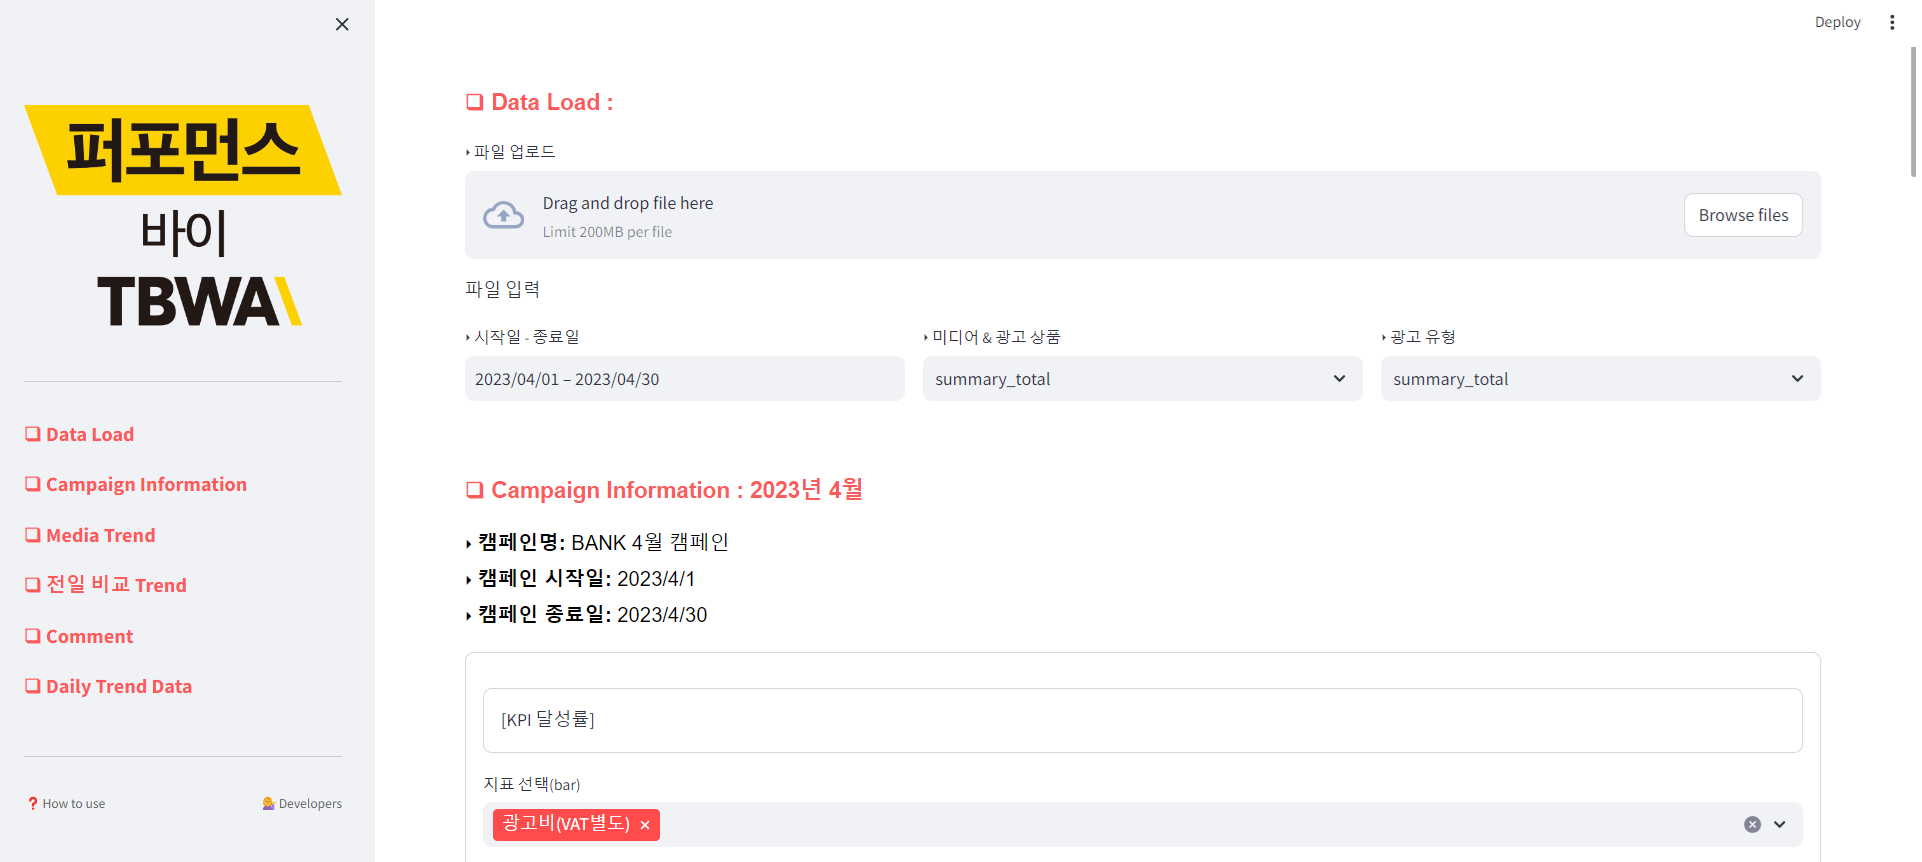 Deploy
퍼포먼스
바이
TBWA\
❏ Data Load
❏ Campaign Information
❏ Media Trend
❏ 전일 비교 Trend
❏ Comment
❏ Daily Trend Data
❓ How to use
💁 Developers
❏ Data Load :
‣ 파일 업로드
Drag and drop file here
Limit 200MB per file
Browse files
파일 입력
‣ 시작일 - 종료일
2023/04/01 – 2023/04/30
‣ 미디어 & 광고 상품
summary_total
‣ 광고 유형
summary_total
❏ Campaign Information : 2023년 4월
‣ 캠페인명: BANK 4월 캠페인
‣ 캠페인 시작일: 2023/4/1
‣ 캠페인 종료일: 2023/4/30
[KPI 달성률]
지표 선택(bar)
광고비(VAT별도)